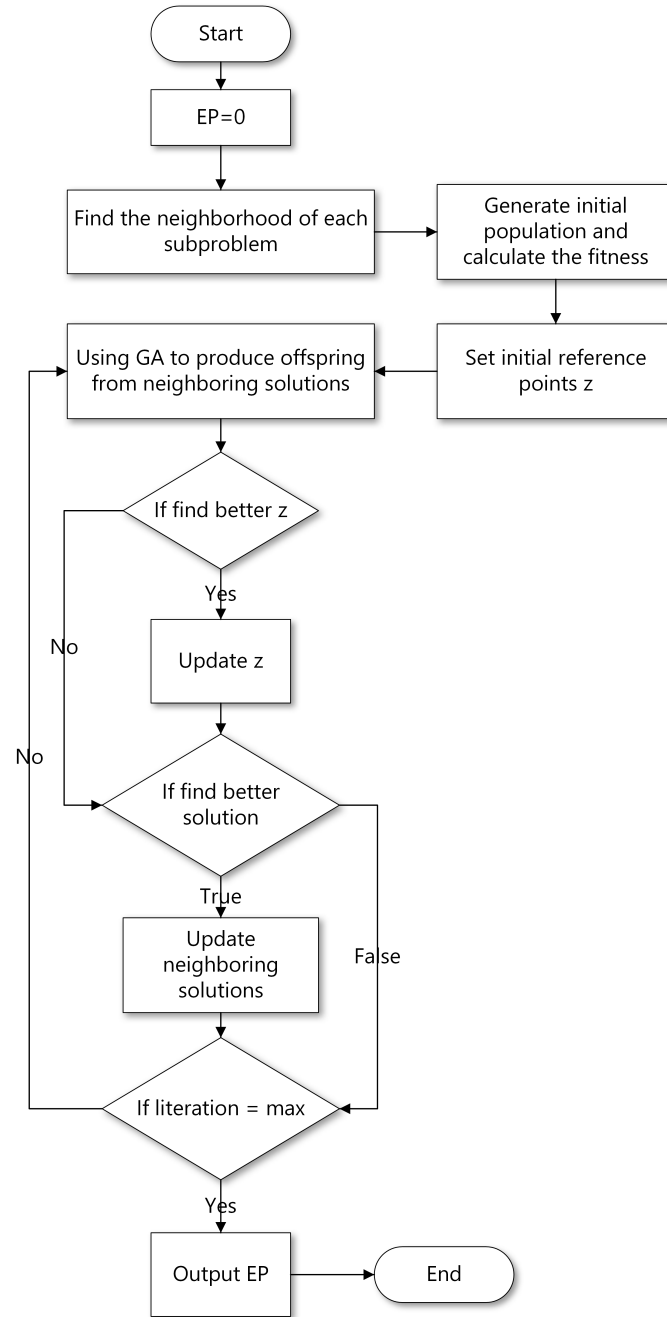 Start
EP=0
Find the neighborhood of each
subproblem
Generate initial
population and
calculate the fitness
Using GA to produce offspring
from neighboring solutions
Set initial reference
points z
If find better z
Yes
No
Update z
No
If find better
solution
True
Update
neighboring
solutions
False
If literation = max
Yes
Output EP
End